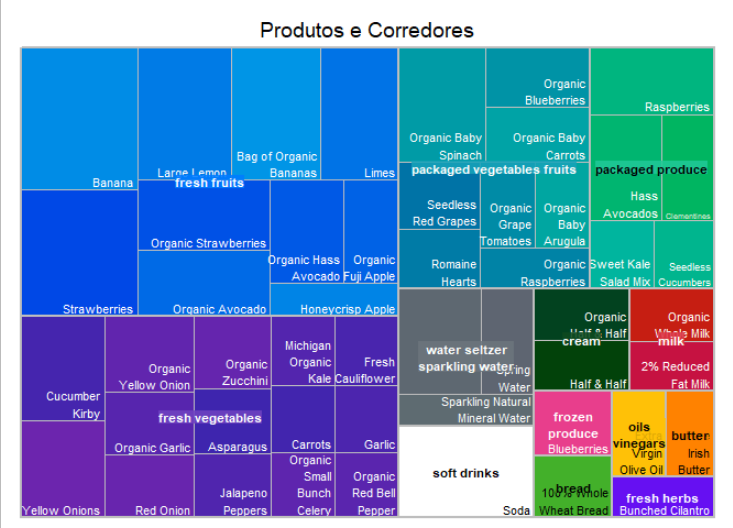 Produtos e Corredores
Banana
Large Lemon
Bag of Organic
Bananas
Limes
fresh fruits
Strawberries
Organic Strawberries
Organic Avocado
Organic Hass
Avocado
Organic
Fuji Apple
Honeycrisp Apple
Organic Baby
Spinach
Organic
Blueberries
Organic Baby
Carrots
packaged vegetables fruits
Seedless
Red Grapes
Organic
Grape
Tomatoes
Organic
Baby
Arugula
Romaine
Hearts
Organic
Raspberries
Raspberries
packaged produce
Hass
Avocados
Clementines
Sweet Kale
Salad Mix
Seedless
Cucumbers
Cucumber
Kirby
Organic
Yellow Onion
Organic
Zucchini
Michigan
Organic
Kale
Fresh
Cauliflower
fresh vegetables
Organic Garlic
Asparagus
Carrots
Garlic
Yellow Onions
Red Onion
Jalapeno
Peppers
Organic
Small
Bunch
Celery
Organic
Red Bell
Pepper
water seltzer
sparkling water
Spring
Water
Sparkling Natural
Mineral Water
soft drinks
Soda
Organic
Half & Half
cream
Half & Half
Organic
Whole Milk
milk
2% Reduced
Fat Milk
frozen
produce
Blueberries
oils
vinegars
Virgin
Olive Oil
butter
Irish
Butter
bread
100% Whole
Wheat Bread
fresh herbs
Bunched Cilantro